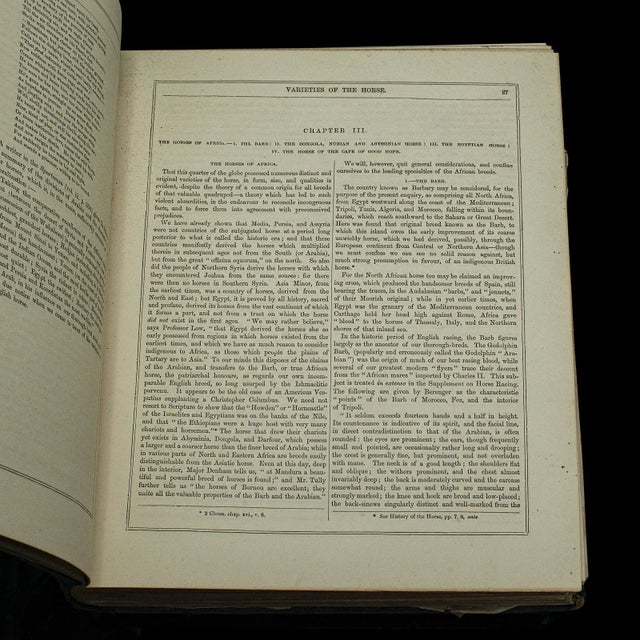 VARIETIES OF THE HORSE. 27
CHAPTER III.
THE HORSES OF AFRICA.—I. THE BARB: II. THE DONGOLA, NUBIAN AND ABYSSINIAN HORSE: III. THE EGYPTIAN HORSE:
IV. THE HORSE OF THE CAPE OF GOOD HOPE.
THE HORSES OF AFRICA.
That this quarter of the globe possessed numerous distinct and
original varieties of the horse, in form, size, and qualities is
evident, despite the theory of a common origin for all breeds
of that valuable quadruped—a theory which has led to such
violent absurdities, in the endeavour to reconcile incongruous
facts, and to force them into agreement with preconceived
prejudices.
We have already shown that Media, Persia, and Assyria
were not countries of the subjugated horse at a period long
posterior to what is called the historic era; and that these
countries manifestly derived the horses which multiplied
therein in subsequent ages not from the South (or Arabia),
but from the great "officina equorum," on the north. So also
did the people of Northern Syria derive the horses with which
they encountered Joshua from the same source: for there
were then no horses in Southern Syria. Asia Minor, from
the earliest times, was, or could be, derived from the
North and East; but Egypt, it is proved by all history, sacred
and profane, derived its horses from the vast continent of which
it forms a part, and not from a tract on which the horse
did not exist in the first ages. "We may rather believe,"
says Professor Low, "that Egypt derived the horses she so
early possessed from regions in which horses existed from the
earliest times, and which we have as much reason to consider
indigenous to Africa, as those which people the plains of
Tartary are to Asia." To our minds this disposes of the claims
of the Arabian, and transfers to the Barb, or true African
horse, the patriarchal honours, as regards our own incom-
parable English breed, so long usurped by the Ishmaelitic
parvenu. It appears to be the old case of an Americus Ves-
putius supplanting a Christopher Columbus. We need not
resort to Scripture to show that the "Howden" or "Horncastle"
of the Israelites and Egyptians was on the banks of the Nile,
and that "the Ethiopians were a huge host with very many
chariots and horsemen."* The horse that drew their chariots
yet exists in Abyssinia, Dongola, and Darfour, which possess
a larger and a coarser horse than the finer breed of Arabia; while
in various parts of North and Eastern Africa are breeds easily
distinguishable from the Asiatic horse. Even at this day, deep
in the interior, Major Denham tells us, "at Mandura a beauti-
ful and powerful breed of horses is found;" and Mr. Tully
further tells us "the horses of Bornou are excellent; they
unite all the valuable properties of the Barb and the Arabian."
* 2 Chron. chap. xvi., v. 8.
We will, however, quit general considerations, and confine
ourselves to the leading specialties of the African breeds.
I.—THE BARB.
The country known as Barbary may be considered, for the
purpose of the present enquiry, as comprising all North Africa,
from Egypt westward along the coast of the Mediterranean;
Tripoli, Tunis, Algeria, and Morocco, falling within its boun-
daries, which reach southward to the Sahara or Great Desert.
Here was found that original breed known as the Barb, to
which this island owes the early improvement of its coarse
unwieldy horse, which we had derived, possibly, through the
European continent from Central or Northern Asia—though we
must confess we can see no solid reason against, but
much strong presumption in favour, of an indigenous British
horse.*
For the North African horse too may be claimed an improv-
ing cross, which produced the handsomer breeds of Spain, still
bearing the traces, in the Andalusian "barbs," and "jennets,"
of their Moorish original; while in yet earlier times, when
Egypt was the granary of the Mediterranean countries, and
Carthage held her head high against Rome, Africa gave
"blood" to the horses of Thessaly, Italy, and the Northern
shores of that inland sea.
In the historic period of English racing, the Barb figures
largely as the ancestor of our thorough-breds. The Godolphin
Barb, (popularly and erroneously called the Godolphin "Ara-
bian") was the origin of much of our best racing blood, while
several of our greatest modern "flyers" trace their descent
from the "African mares" imported by Charles II. This sub-
ject is treated in extenso in the Supplement on Horse Racing.
The following are given by Berenger as the characteristic
"points" of the Barb of Morocco, Fez, and the interior
of Tripoli.
"It seldom exceeds fourteen hands and a half in height.
Its countenance is indicative of its spirit, and the facial line,
in direct contradistinction to that of the Arabian, is often
rounded: the eyes are prominent; the ears, though frequently
small and pointed, are occasionally rather long and drooping;
the crest is generally fine, but prominent, and not overladen
with mane. The neck is of a good length; the shoulders flat
and oblique; the withers prominent, and the chest almost
invariably deep; the back is moderately curved and the carcase
somewhat round; the arms and thighs are muscular and
strongly marked; the knee and hock are broad and low-placed;
the back-sinews singularly distinct and well-marked from the
* See History of the Horse, pp. 7, 8, ante